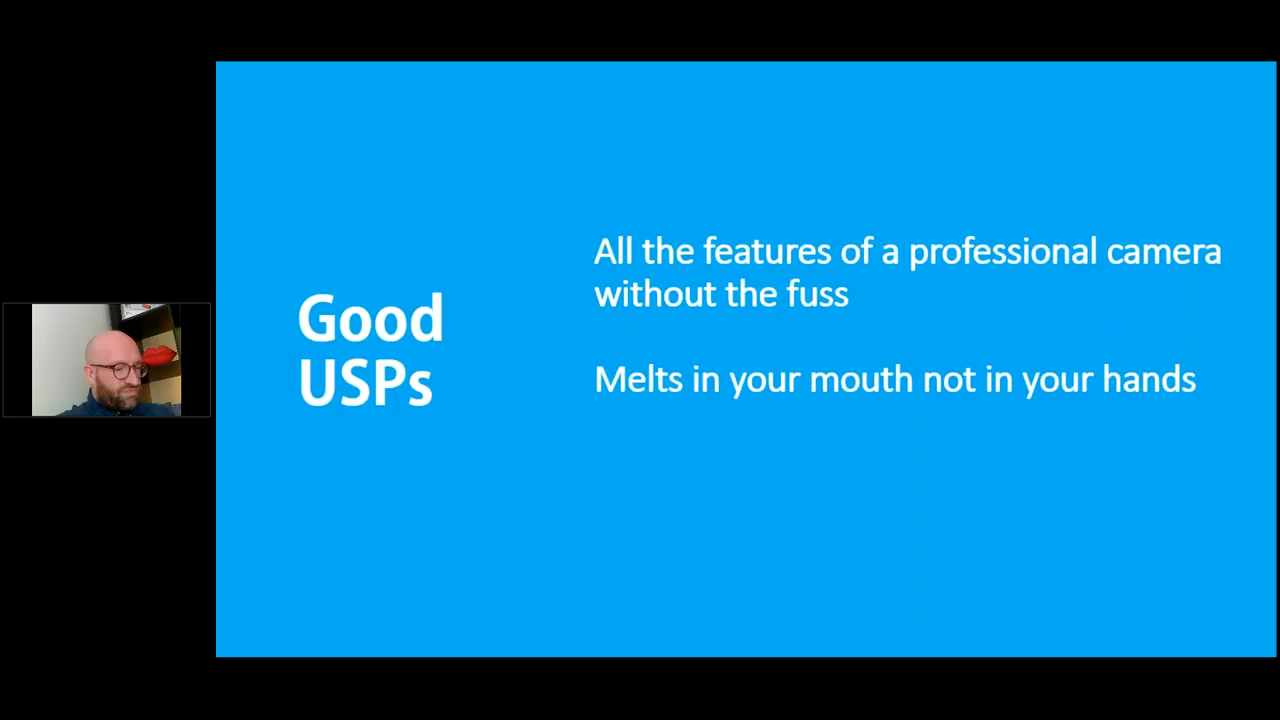 Good
USPs
All the features of a professional camera
without the fuss
Melts in your mouth not in your hands